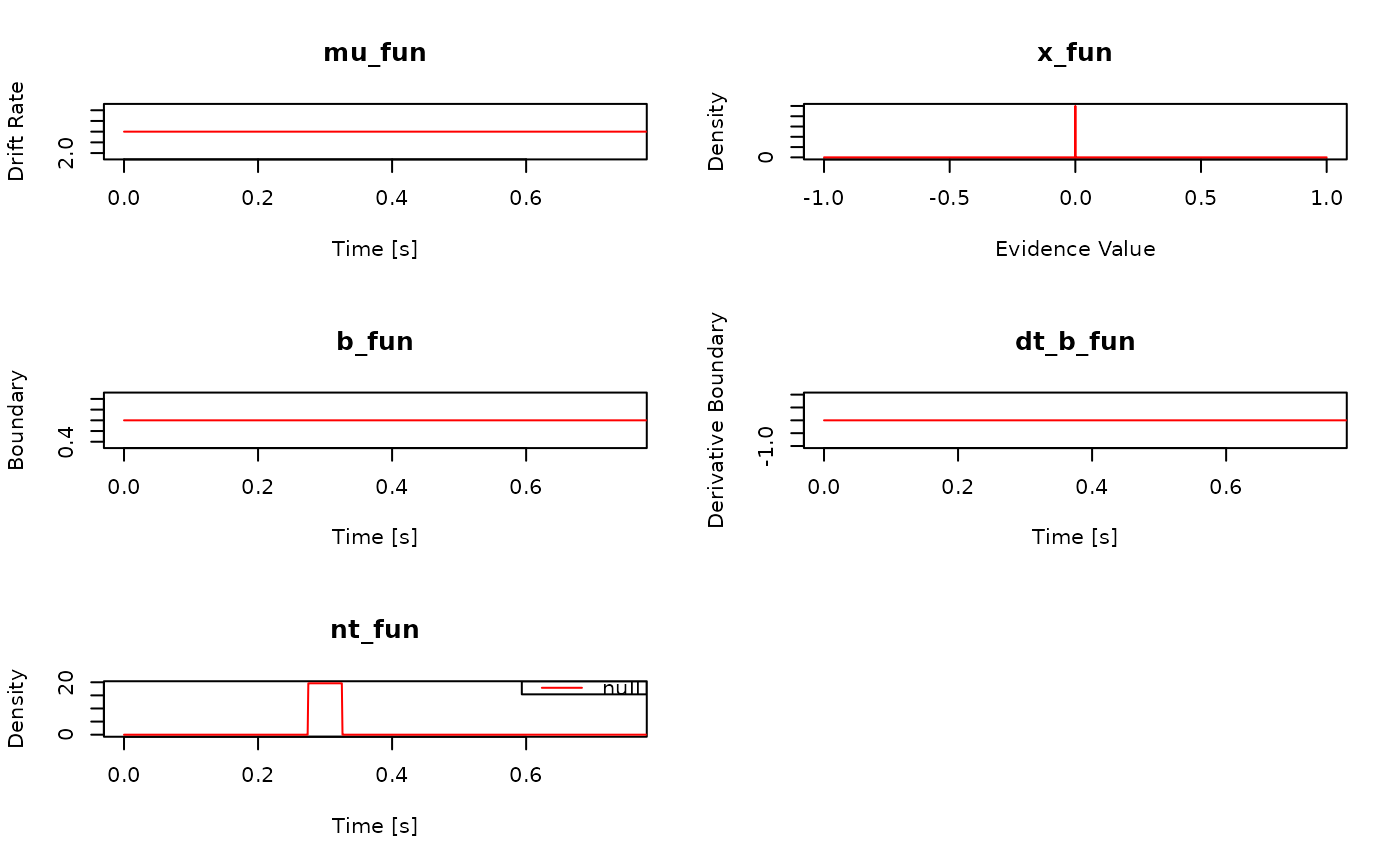 mu_fun
Drift Rate
2.0
0.0 0.2 0.4 0.6
Time [s]
x_fun
Density
0
-1.0 -0.5 0.0 0.5 1.0
Evidence Value
b_fun
Boundary
0.4
0.0 0.2 0.4 0.6
Time [s]
dt_b_fun
Derivative Boundary
-1.0
0.0 0.2 0.4 0.6
Time [s]
nt_fun
Density
20
0
null
0.0 0.2 0.4 0.6
Time [s]